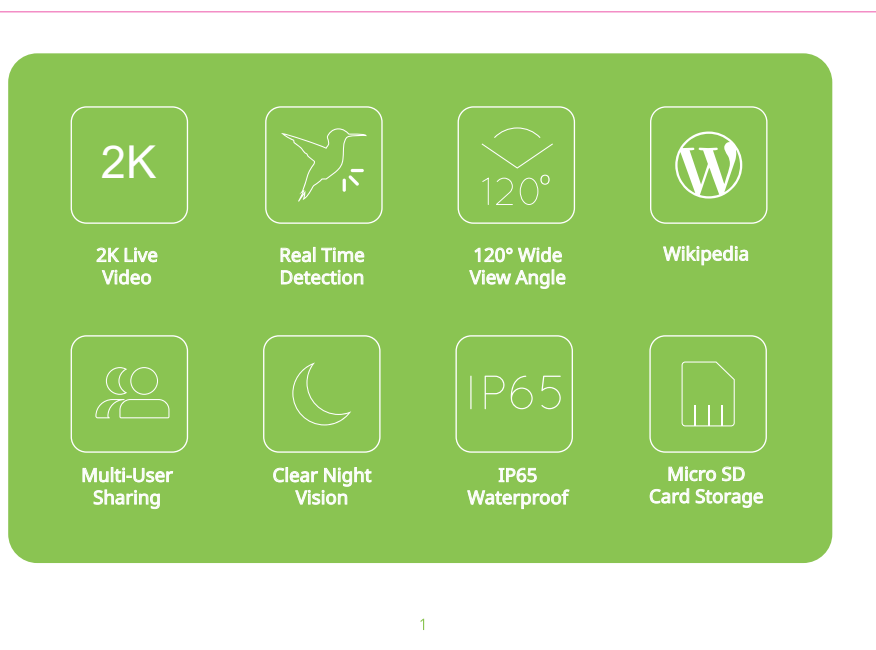 2K
120°
W
2K Live
Video
Real Time
Detection
120° Wide
View Angle
Wikipedia
IP65
Multi-User
Sharing
Clear Night
Vision
IP65
Waterproof
Micro SD
Card Storage
1